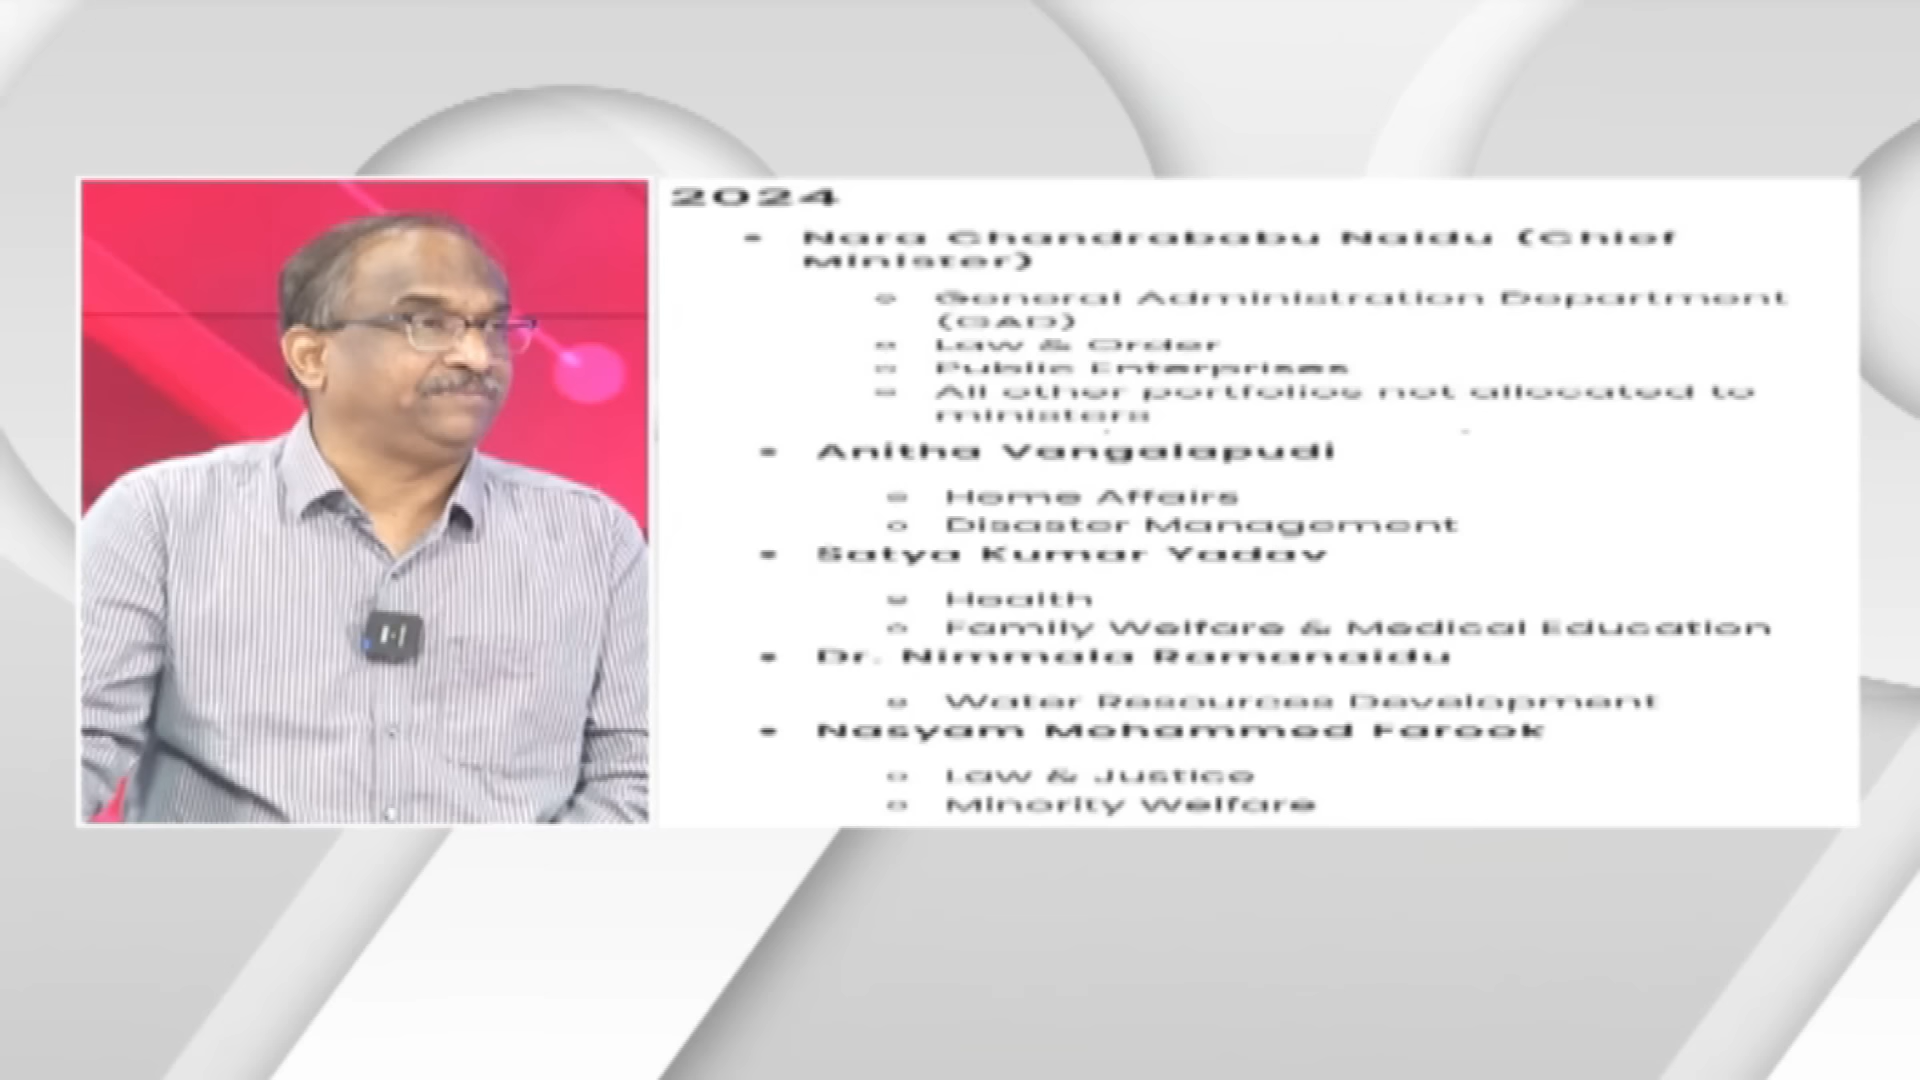 2024
• Nara Chandrababu Naidu (Chief
Minister)
o General Administration Department
(GAD)
o Law & Order
o Public Enterprises
o All other portfolios not allocated to
ministers
• Anitha Vangalapudi
o Home Affairs
o Disaster Management
• Satya Kumar Yadav
o Health
o Family Welfare & Medical Education
• Dr. Nimmala Ramanaidu
o Water Resources Development
• Nasyam Mohammed Farook
o Law & Justice
o Minority Welfare